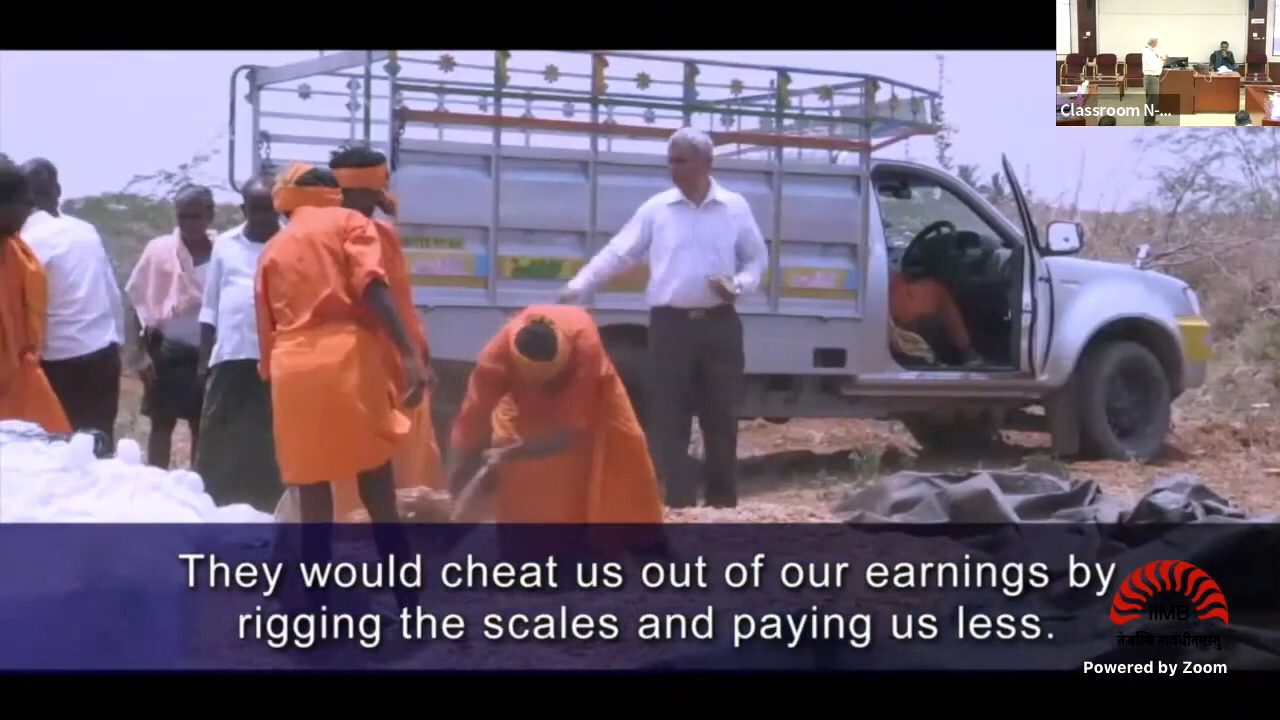 Classroom N-...
They would cheat us out of our earnings by
rigging the scales and paying us less.
IIMB
Powered by Zoom